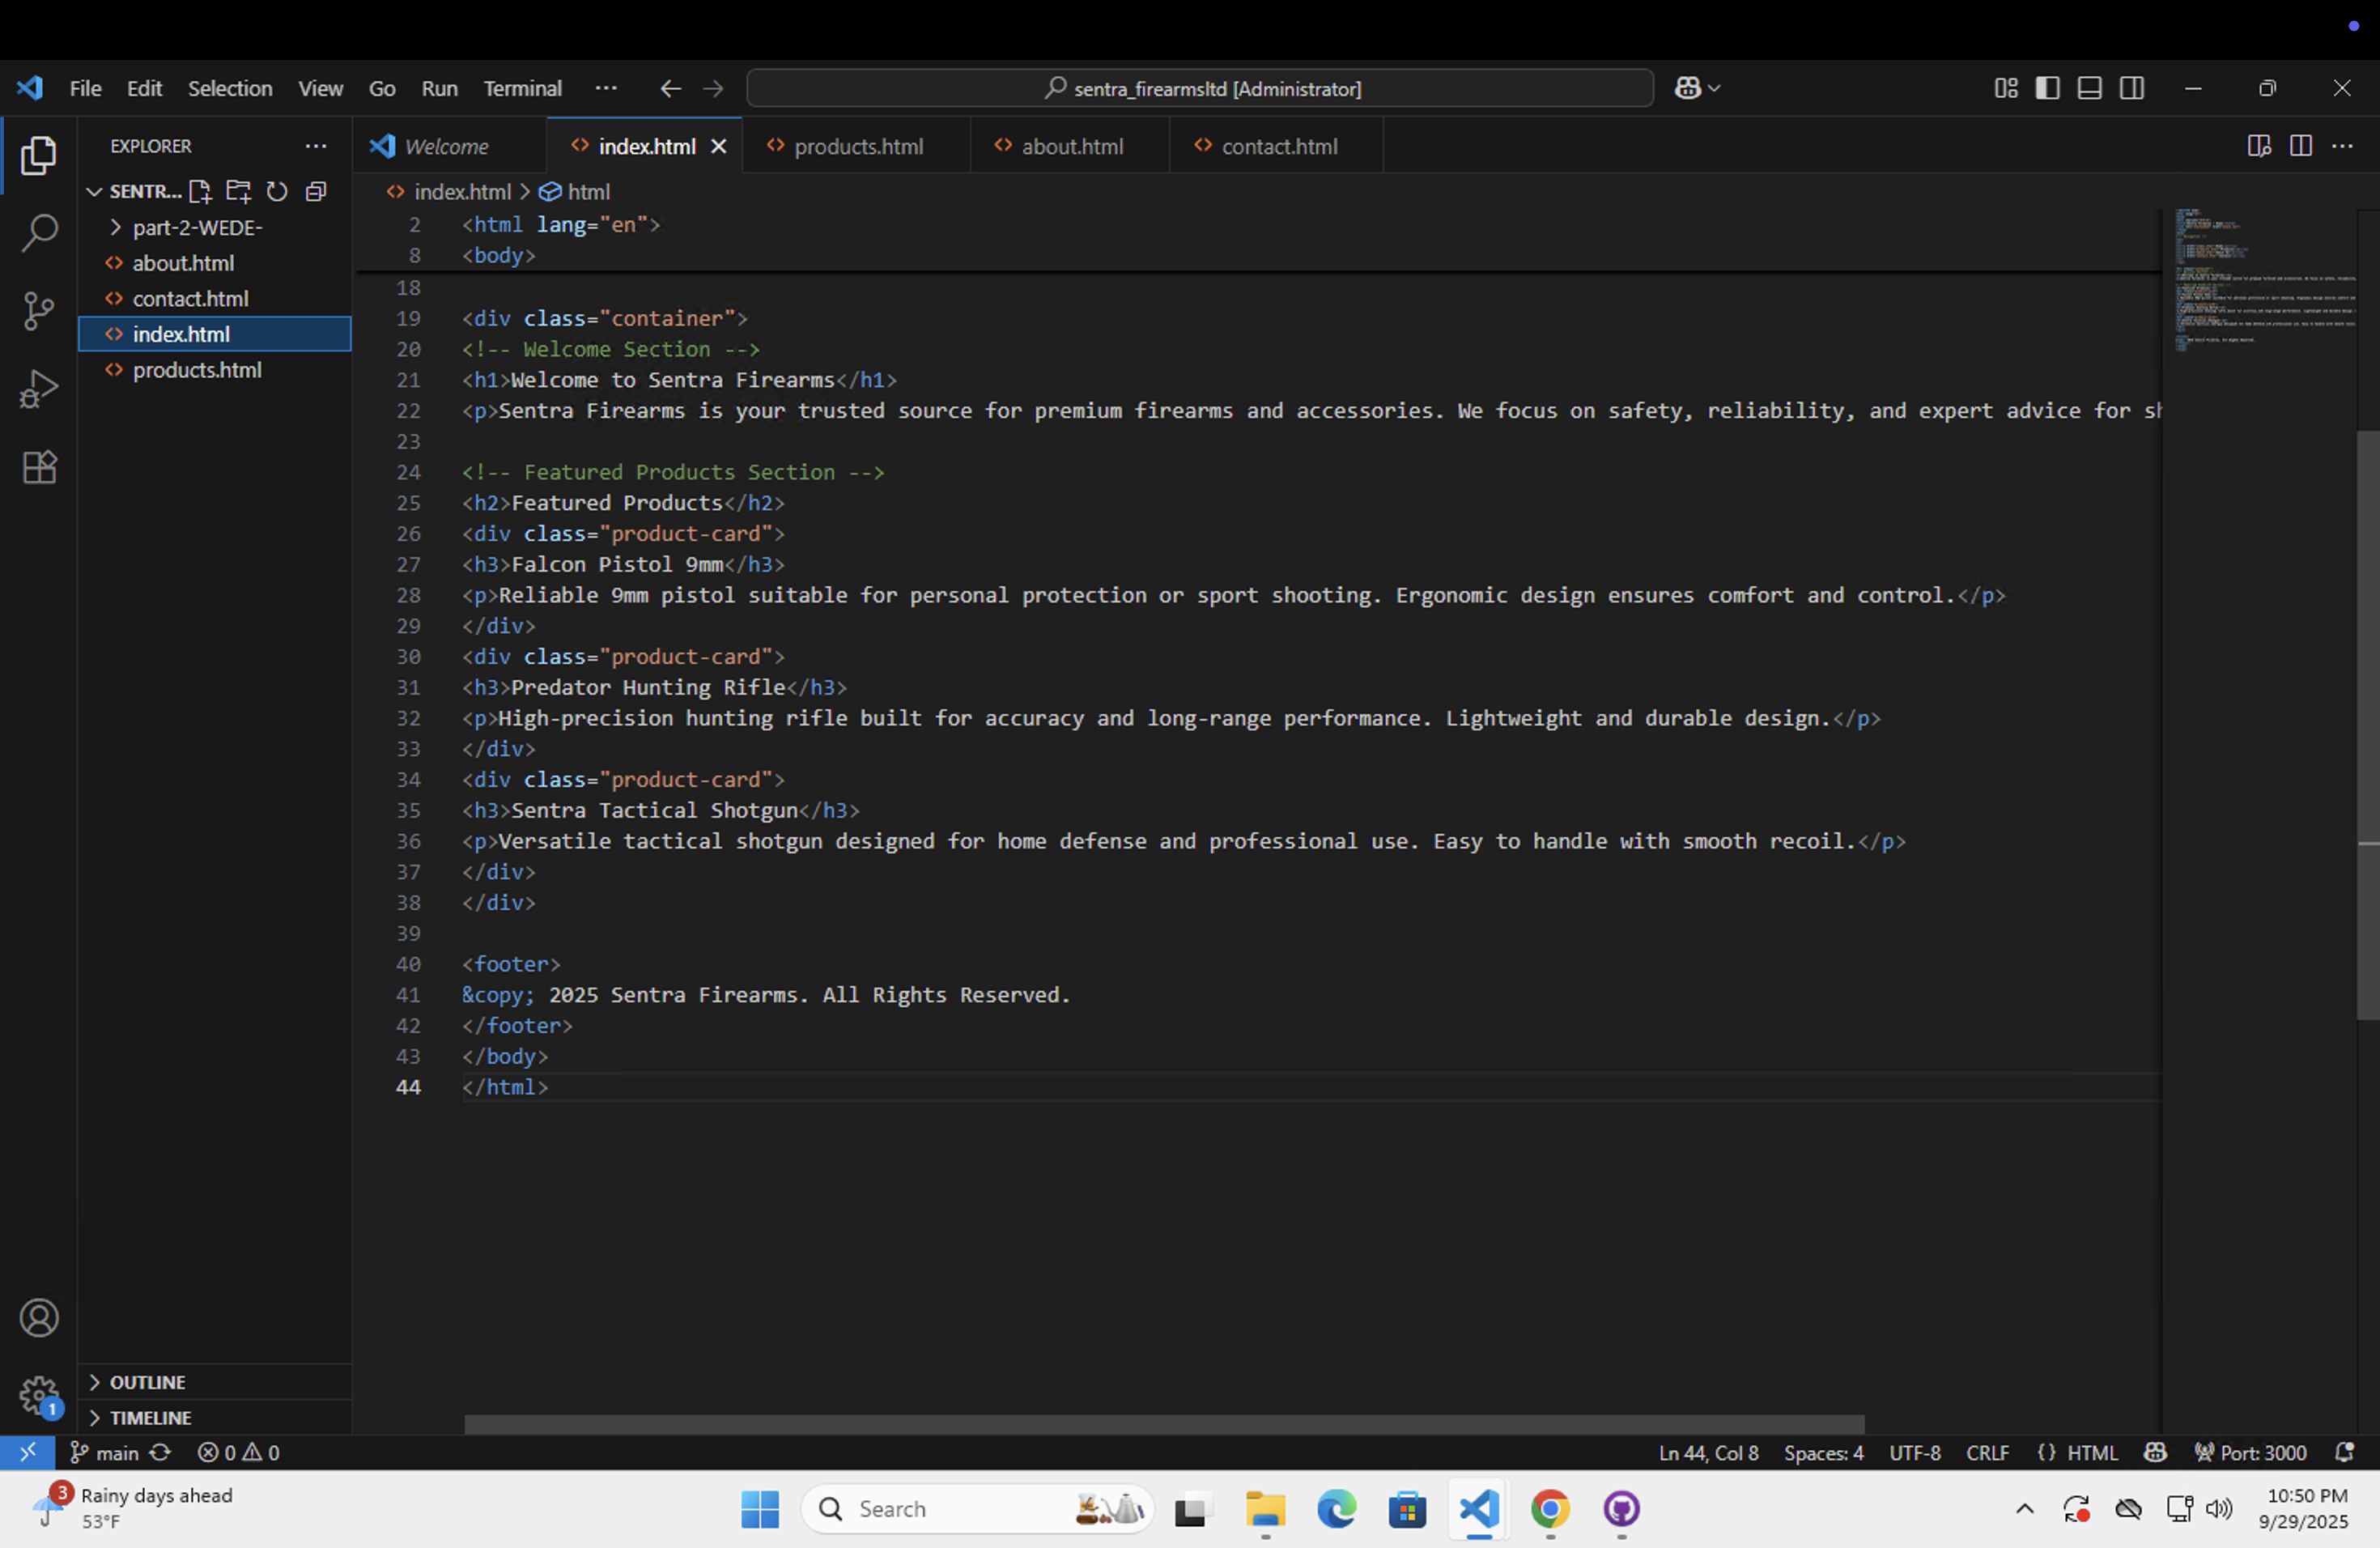 File Edit Selection View Go Run Terminal ··· sentra_firearmsltd [Administrator]
EXPLORER
Welcome index.html products.html about.html contact.html
SENTR...
part-2-WEDE-
about.html
contact.html
index.html
products.html
index.html > html
2 <html lang="en">
8 <body>
18
19 <div class="container">
20 <!-- Welcome Section -->
21 <h1>Welcome to Sentra Firearms</h1>
22 <p>Sentra Firearms is your trusted source for premium firearms and accessories. We focus on safety, reliability, and expert advice for sh
23
24 <!-- Featured Products Section -->
25 <h2>Featured Products</h2>
26 <div class="product-card">
27 <h3>Falcon Pistol 9mm</h3>
28 <p>Reliable 9mm pistol suitable for personal protection or sport shooting. Ergonomic design ensures comfort and control.</p>
29 </div>
30 <div class="product-card">
31 <h3>Predator Hunting Rifle</h3>
32 <p>High-precision hunting rifle built for accuracy and long-range performance. Lightweight and durable design.</p>
33 </div>
34 <div class="product-card">
35 <h3>Sentra Tactical Shotgun</h3>
36 <p>Versatile tactical shotgun designed for home defense and professional use. Easy to handle with smooth recoil.</p>
37 </div>
38 </div>
39
40 <footer>
41 &copy; 2025 Sentra Firearms. All Rights Reserved.
42 </footer>
43 </body>
44 </html>
OUTLINE
TIMELINE
1
main 0 0 Ln 44, Col 8 Spaces: 4 UTF-8 CRLF {} HTML Port: 3000
3
Rainy days ahead
53°F
Search
10:50 PM
9/29/2025